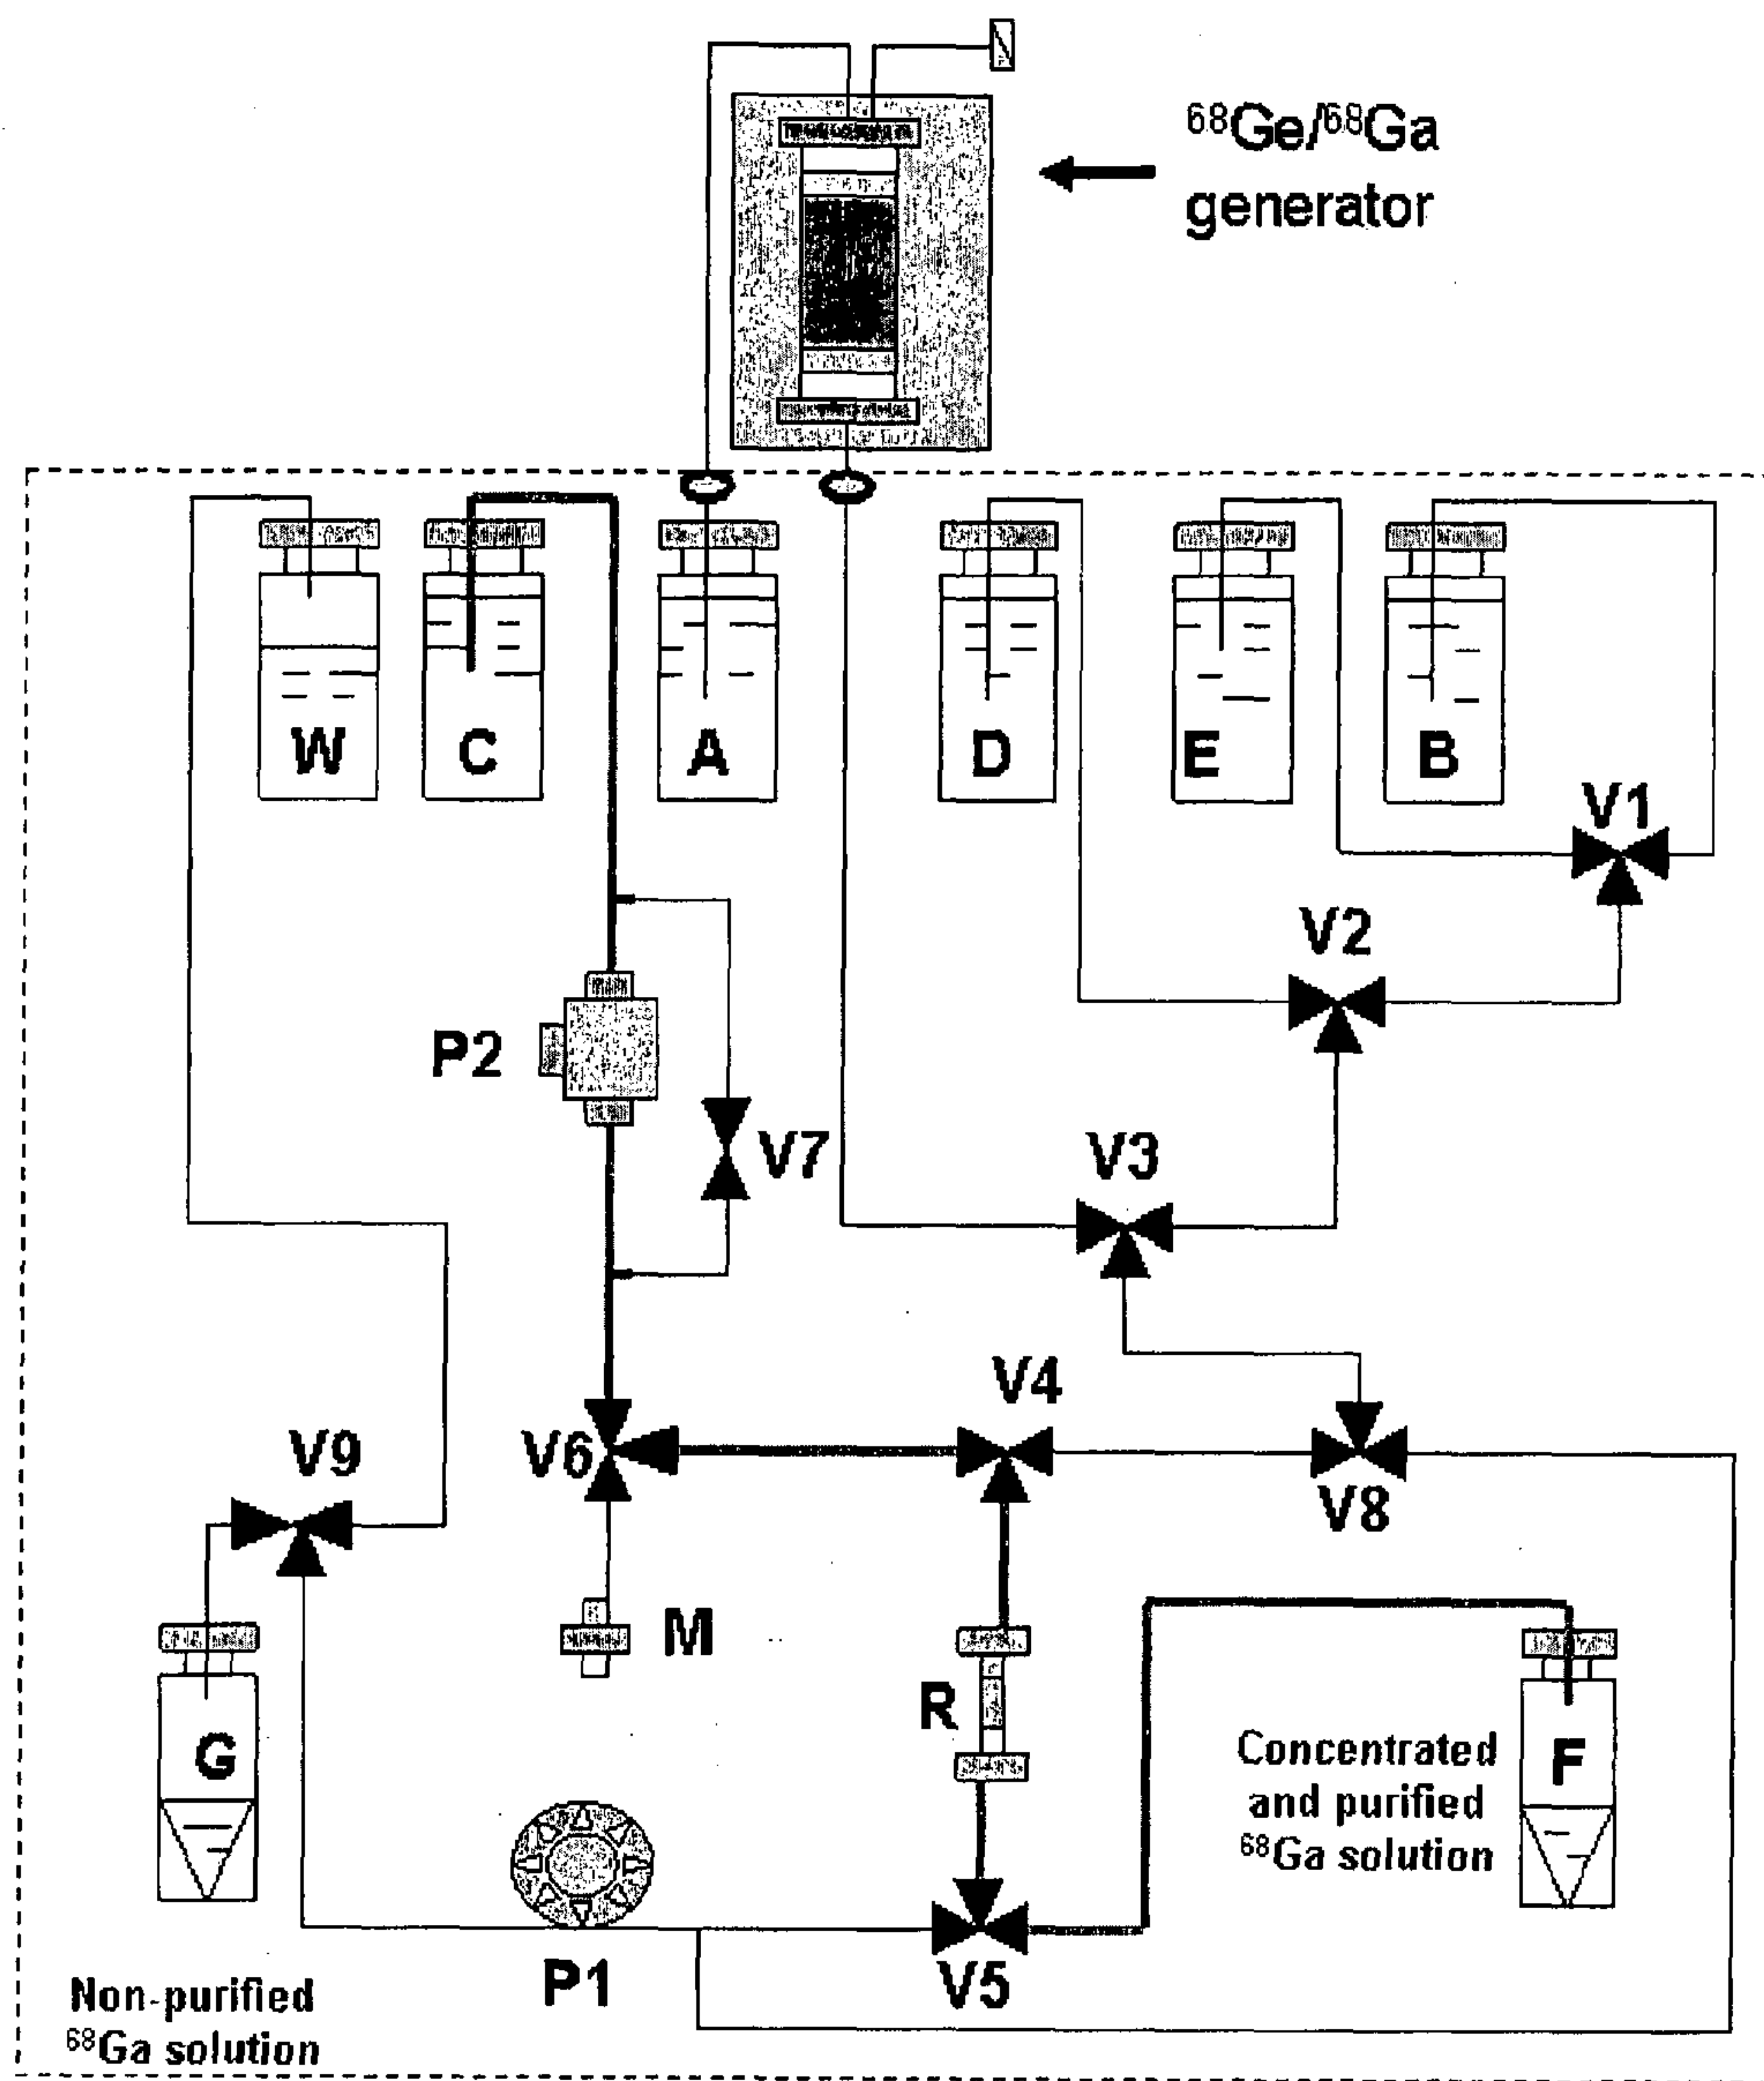 ⁶⁸Ge/⁶⁸Ga
generator
W
C
A
D
E
B
V1
V2
P2
V7
V3
V4
V6
V9
V8
M
R
G
Concentrated
and purified
⁶⁸Ga solution
F
P1
V5
Non-purified
⁶⁸Ga solution